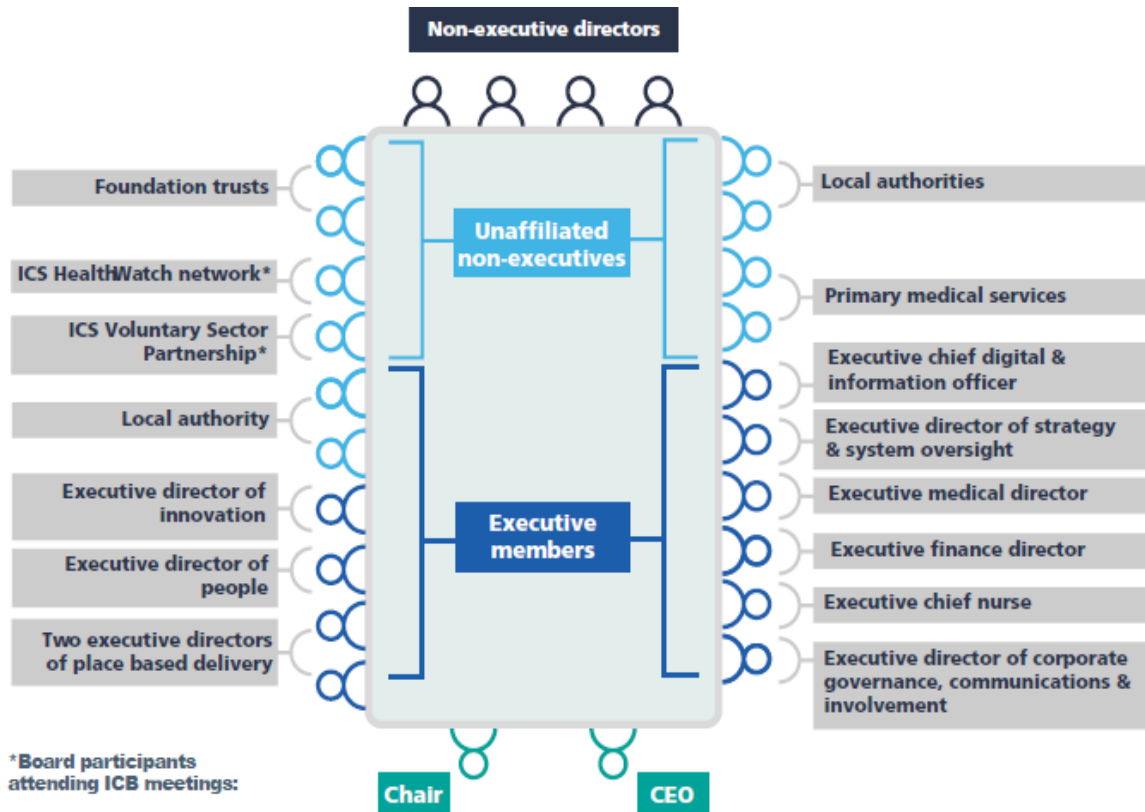 Non-executive directors
Foundation trusts
ICS HealthWatch network*
ICS Voluntary Sector
Partnership*
Local authority
Executive director of
innovation
Executive director of
people
Two executive directors
of place based delivery
Unaffiliated
non-executives
Executive
members
Local authorities
Primary medical services
Executive chief digital &
information officer
Executive director of strategy
& system oversight
Executive medical director
Executive finance director
Executive chief nurse
Executive director of corporate
governance, communications &
involvement
*Board participants
attending ICB meetings:
Chair
CEO